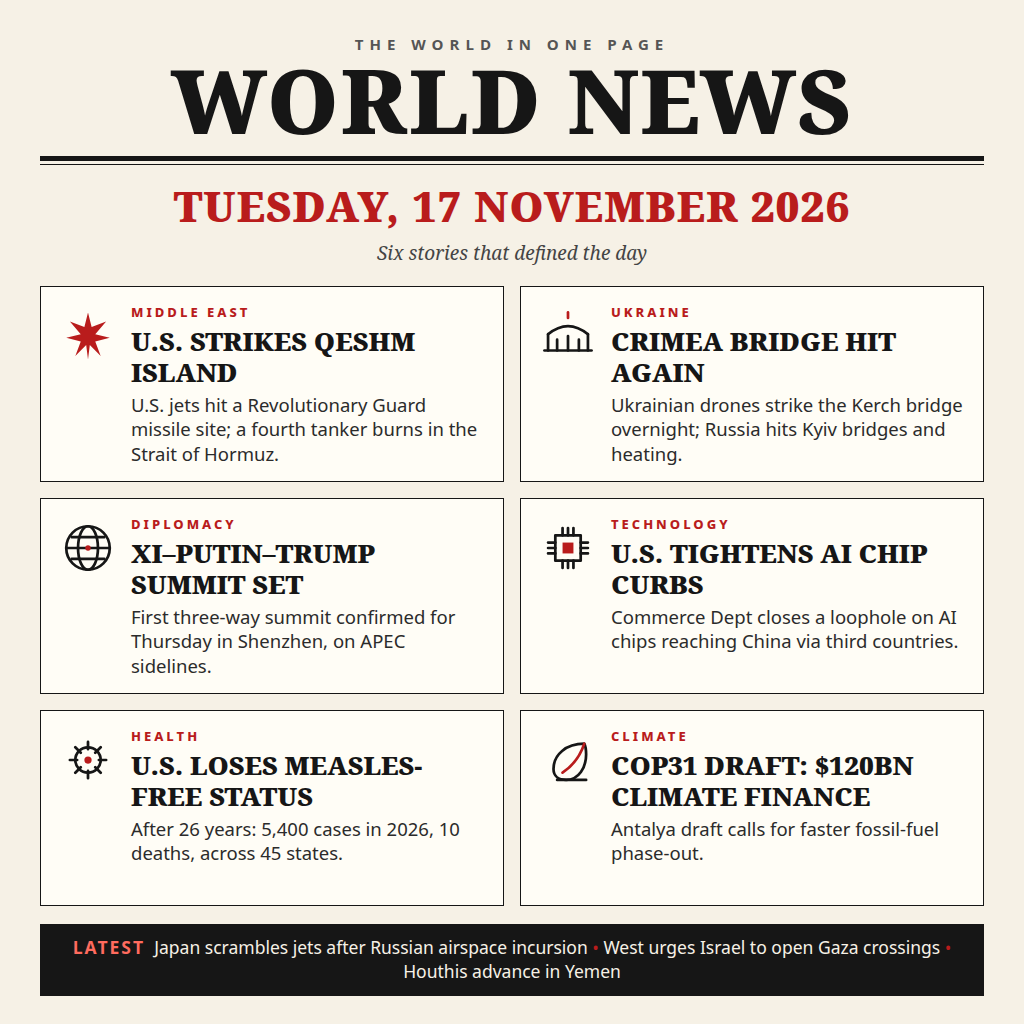 THE WORLD IN ONE PAGE
WORLD NEWS
TUESDAY, 17 NOVEMBER 2026
Six stories that defined the day
MIDDLE EAST
U.S. STRIKES QESHM
ISLAND
U.S. jets hit a Revolutionary Guard
missile site; a fourth tanker burns in the
Strait of Hormuz.
UKRAINE
CRIMEA BRIDGE HIT
AGAIN
Ukrainian drones strike the Kerch bridge
overnight; Russia hits Kyiv bridges and
heating.
DIPLOMACY
XI–PUTIN–TRUMP
SUMMIT SET
First three-way summit confirmed for
Thursday in Shenzhen, on APEC
sidelines.
TECHNOLOGY
U.S. TIGHTENS AI CHIP
CURBS
Commerce Dept closes a loophole on AI
chips reaching China via third countries.
HEALTH
U.S. LOSES MEASLES-
FREE STATUS
After 26 years: 5,400 cases in 2026, 10
deaths, across 45 states.
CLIMATE
COP31 DRAFT: $120BN
CLIMATE FINANCE
Antalya draft calls for faster fossil-fuel
phase-out.
LATEST Japan scrambles jets after Russian airspace incursion • West urges Israel to open Gaza crossings •
Houthis advance in Yemen